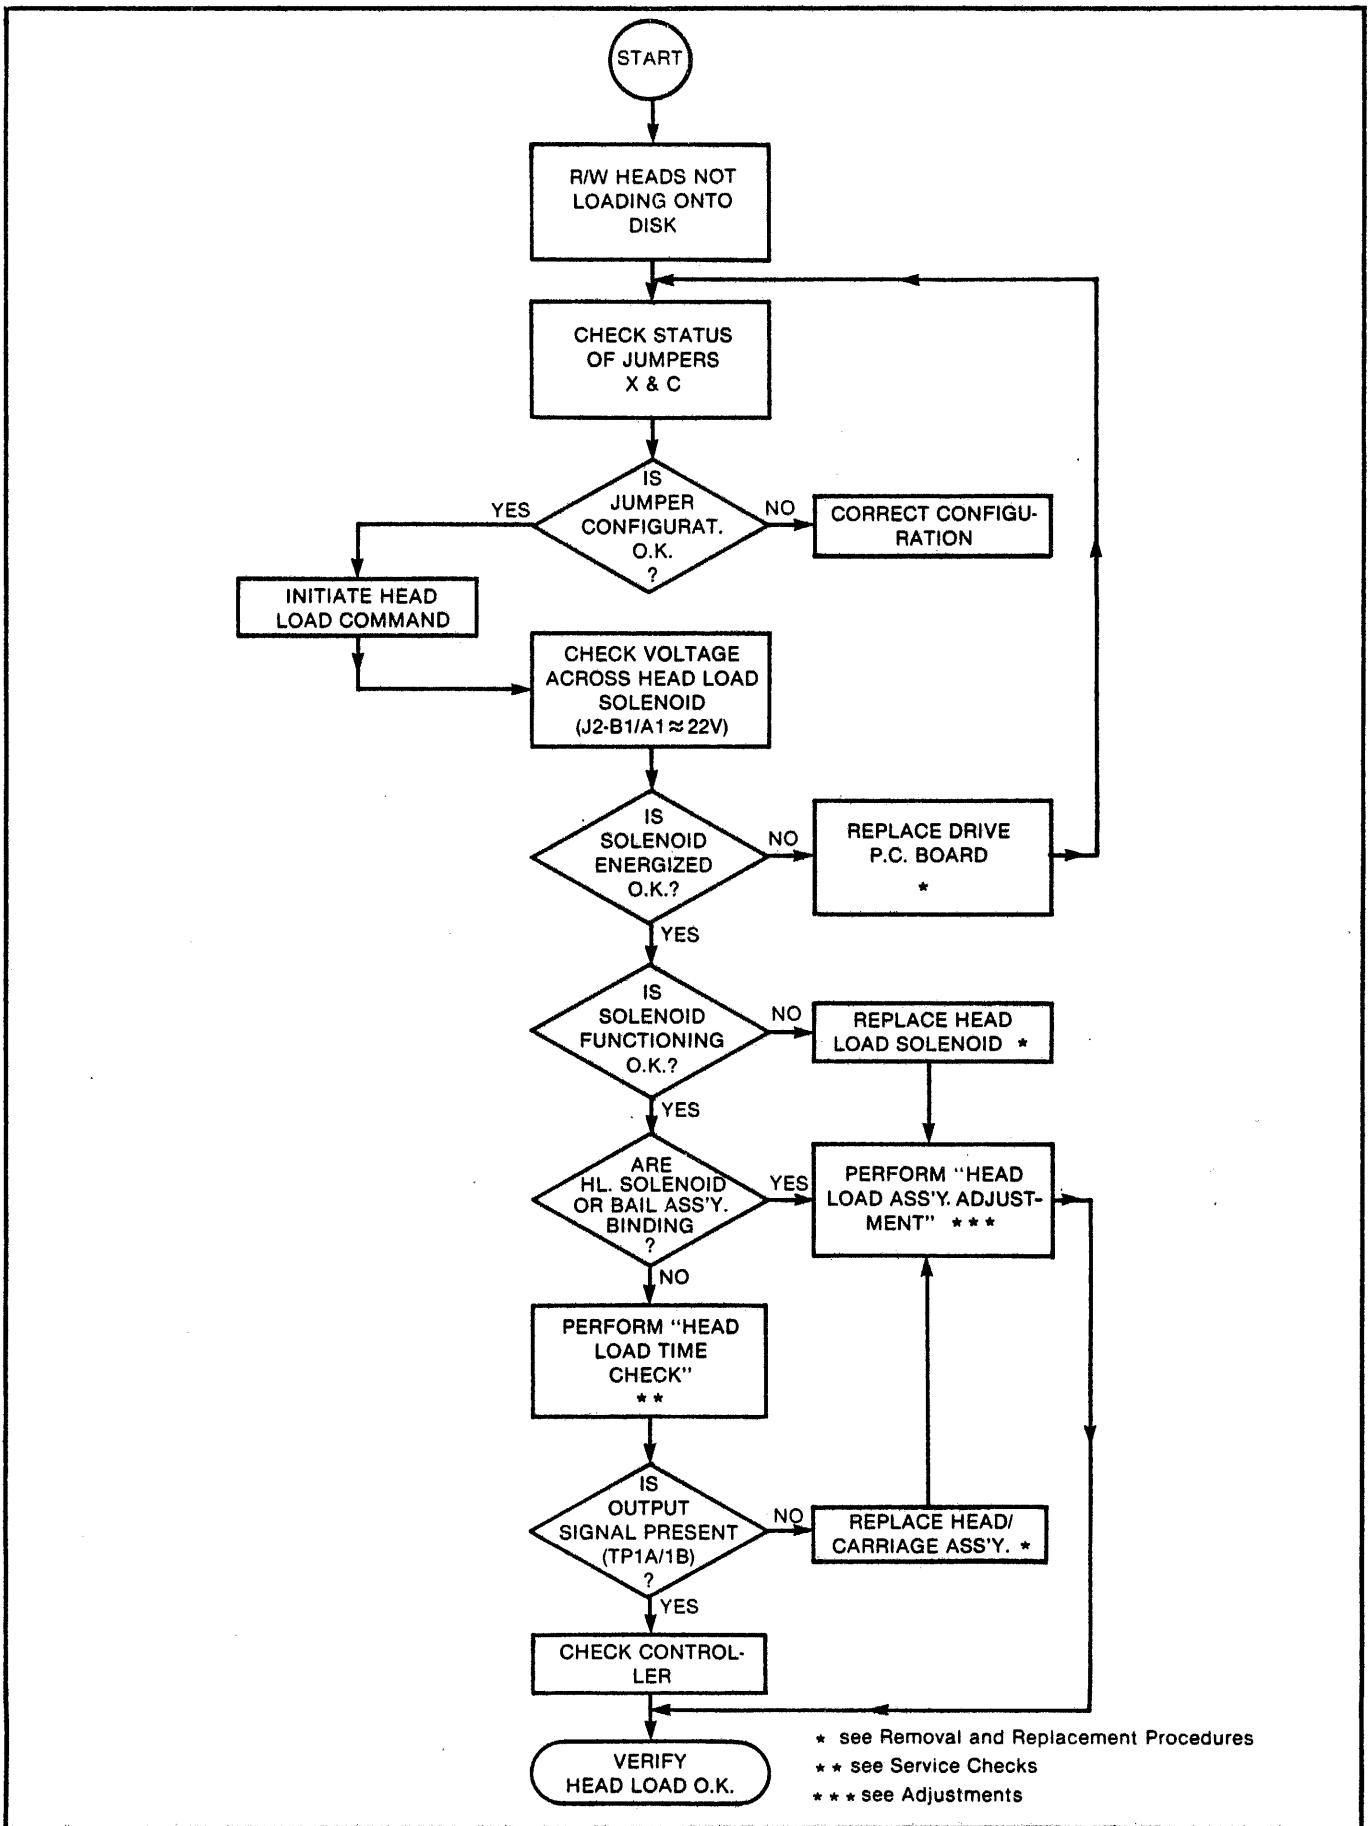 START
R/W HEADS NOT
LOADING ONTO
DISK
CHECK STATUS
OF JUMPERS
X & C
IS
JUMPER
CONFIGURAT.
O.K.
?
YES
NO
CORRECT CONFIGU-
RATION
INITIATE HEAD
LOAD COMMAND
CHECK VOLTAGE
ACROSS HEAD LOAD
SOLENOID
(J2-B1/A1≈22V)
IS
SOLENOID
ENERGIZED
O.K.?
NO
REPLACE DRIVE
P.C. BOARD
*
YES
IS
SOLENOID
FUNCTIONING
O.K.?
NO
REPLACE HEAD
LOAD SOLENOID *
YES
ARE
HL. SOLENOID
OR BAIL ASS'Y.
BINDING
?
YES
PERFORM "HEAD
LOAD ASS'Y. ADJUST-
MENT" * * *
NO
PERFORM "HEAD
LOAD TIME
CHECK"
* *
IS
OUTPUT
SIGNAL PRESENT
(TP1A/1B)
?
NO
REPLACE HEAD/
CARRIAGE ASS'Y. *
YES
CHECK CONTROL-
LER
VERIFY
HEAD LOAD O.K.
* see Removal and Replacement Procedures
* * see Service Checks
* * * see Adjustments